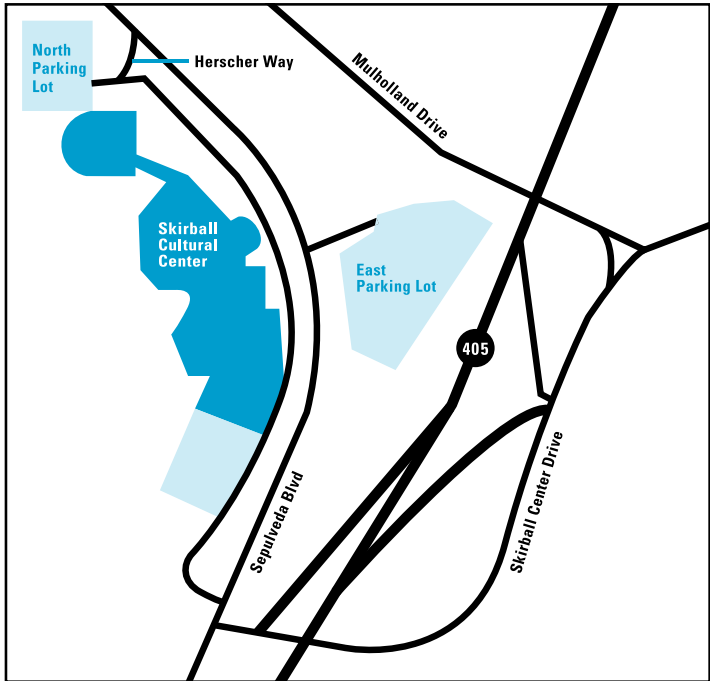 North
Parking
Lot
Herscher Way
Mulholland Drive
Skirball
Cultural
Center
East
Parking Lot
405
Sepulveda Blvd
Skirball Center Drive